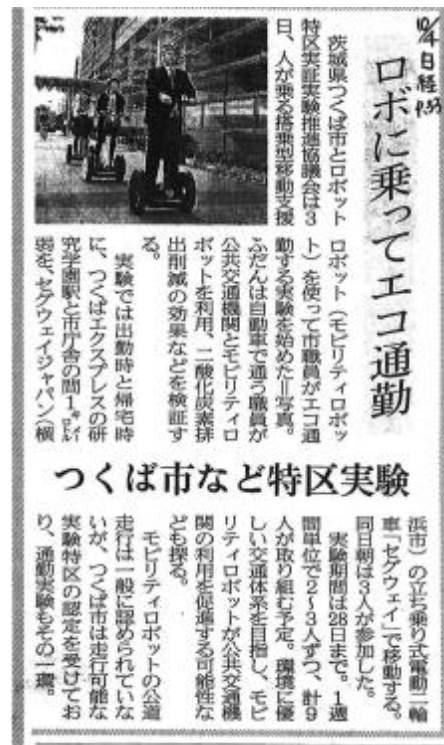 10/4
日経
P.33
ロボに乗ってエコ通勤
つくば市など特区実験
茨城県つくば市とロボット
特区実証実験推進協議会は3
日、人が乗る搭乗型移動支援
ロボット(モビリティロボッ
ト)を使って市職員がエコ通
勤する実験を始めた=写真。
ふだんは自動車で通う職員が
公共交通機関とモビリティロ
ボットを利用、二酸化炭素排
出削減の効果などを検証す
る。
実験では出勤時と帰宅時
に、つくばエクスプレスの研
究学園駅と市庁舎の間1キロメートル
弱を、セグウェイジャパン(横
浜市)の立ち乗り式電動二輪
車「セグウェイ」で移動する。
同日朝は3人が参加した。
実験期間は28日まで。1週
間単位で2〜3人ずつ、計9
人が取り組む予定。環境に優
しい交通体系を目指し、モビ
リティロボットが公共交通機
関の利用を促進する可能性な
ども探る。
モビリティロボットの公道
走行は一般に認められていな
いが、つくば市は走行可能な
実験特区の認定を受けてお
り、通勤実験もその一環。